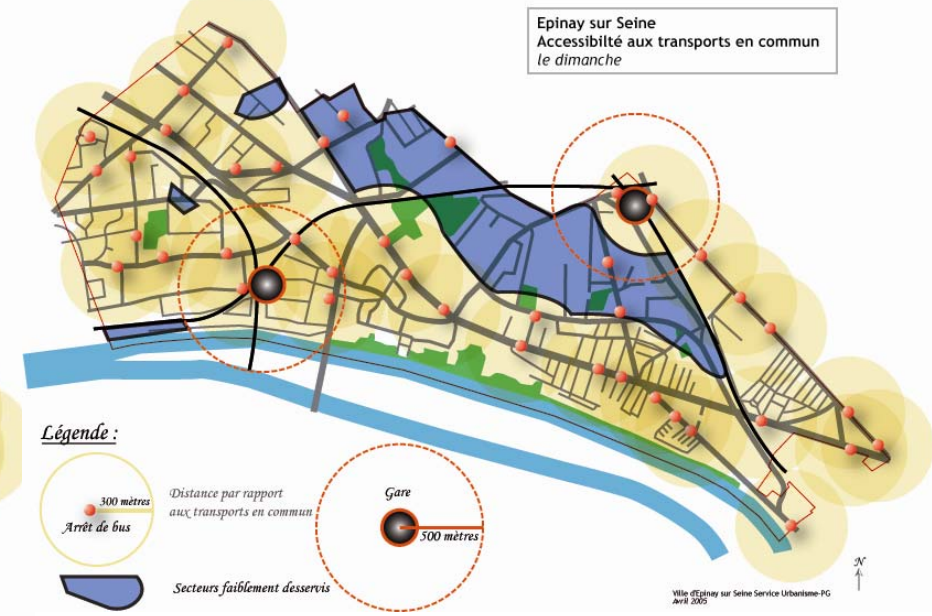 Epinay sur Seine
Accessibilté aux transports en commun
le dimanche
Légende :
300 mètres
Arrêt de bus
Distance par rapport
aux transports en commun
Gare
500 mètres
Secteurs faiblement desservis
N
Ville d'Epinay sur Seine Service Urbanisme-PG
Avril 2005